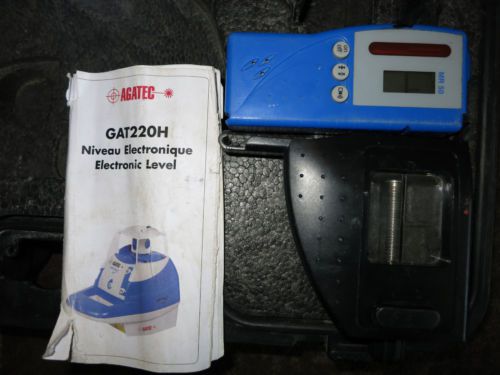 AGATEC
GAT220H
Niveau Electronique
Electronic Level
MR 50